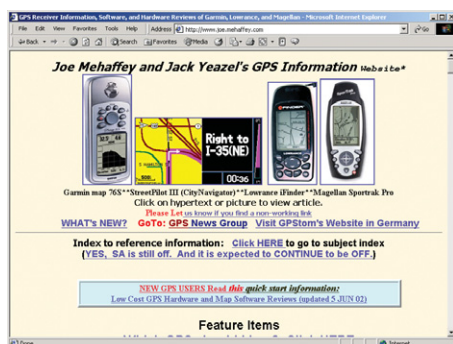 GPS Receiver Information, Software, and Hardware Reviews of Garmin, Lowrance, and Magellan - Microsoft Internet Explorer
File Edit View Favorites Tools Help Address http://www.joe.mehaffey.com Go
Back Search Favorites Media
Joe Mehaffey and Jack Yeazel's GPS Information Website*
Right to
I-35(NE)
00:36
Garmin map 76S**StreetPilot III (CityNavigator)**Lowrance iFinder**Magellan Sportrak Pro
Click on hypertext or picture to view article.
Please Let us know if you find a non-working link
WHAT's NEW? GoTo: GPS News Group Visit GPStom's Website in Germany
Index to reference information: Click HERE to go to subject index
(YES, SA is still off. And it is expected to CONTINUE to be OFF.)
NEW GPS USERS Read this quick start information:
Low Cost GPS Hardware and Map Software Reviews (updated 5 JUN 02)
Feature Items
Done Internet